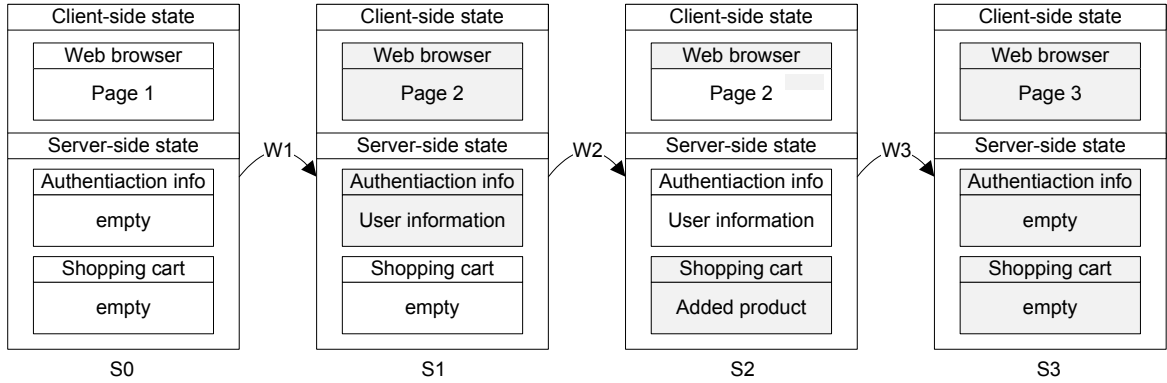 Client-side state
Web browser
Page 1
Server-side state
Authentiaction info
empty
Shopping cart
empty
S0
W1
Client-side state
Web browser
Page 2
Server-side state
Authentiaction info
User information
Shopping cart
empty
S1
W2
Client-side state
Web browser
Page 2
Server-side state
Authentiaction info
User information
Shopping cart
Added product
S2
W3
Client-side state
Web browser
Page 3
Server-side state
Authentiaction info
empty
Shopping cart
empty
S3